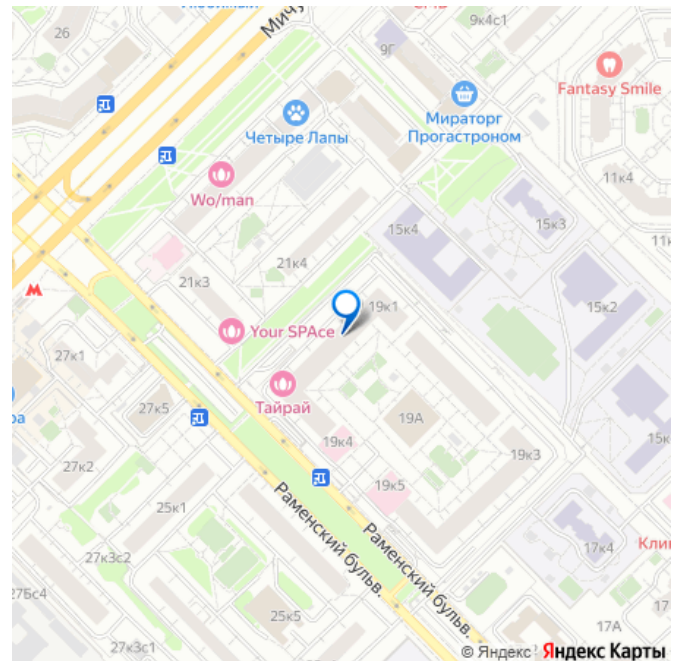 26
Мичу
9к4с1
9Г
Fantasy Smile
Мираторг
Прогастроном
Четыре Лапы
11к4
Wo/man
15к4
15к3
21к4
21к3
19к1
15к2
Your SPAce
27к1
Тайрай
27к5
19А
19к4
19к3
27к2
19к5
25к1
Раменский бульв.
Раменский бульв.
17к4
27к3с2
27Бс4
25к5
17А
27к3с1
© Яндекс
Яндекс Карты